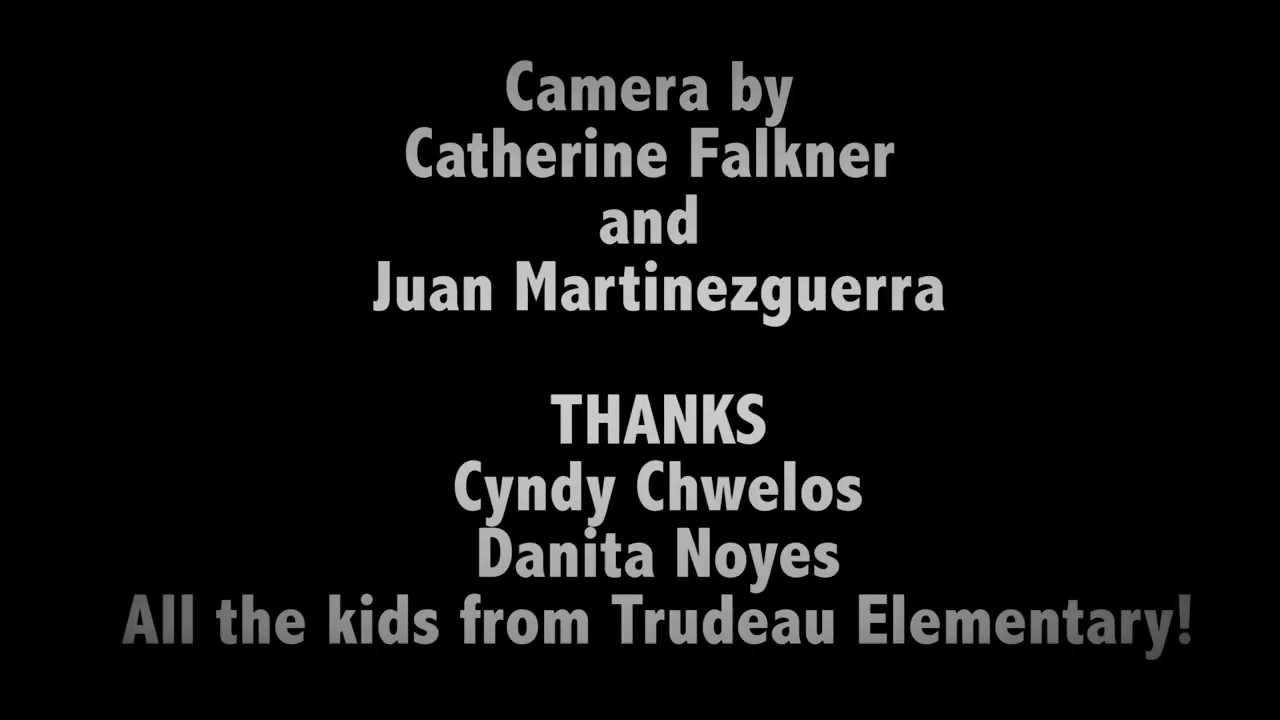 Camera by
Catherine Falkner
and
Juan Martinezguerra
THANKS
Cyndy Chwelos
Danita Noyes
All the kids from Trudeau Elementary!